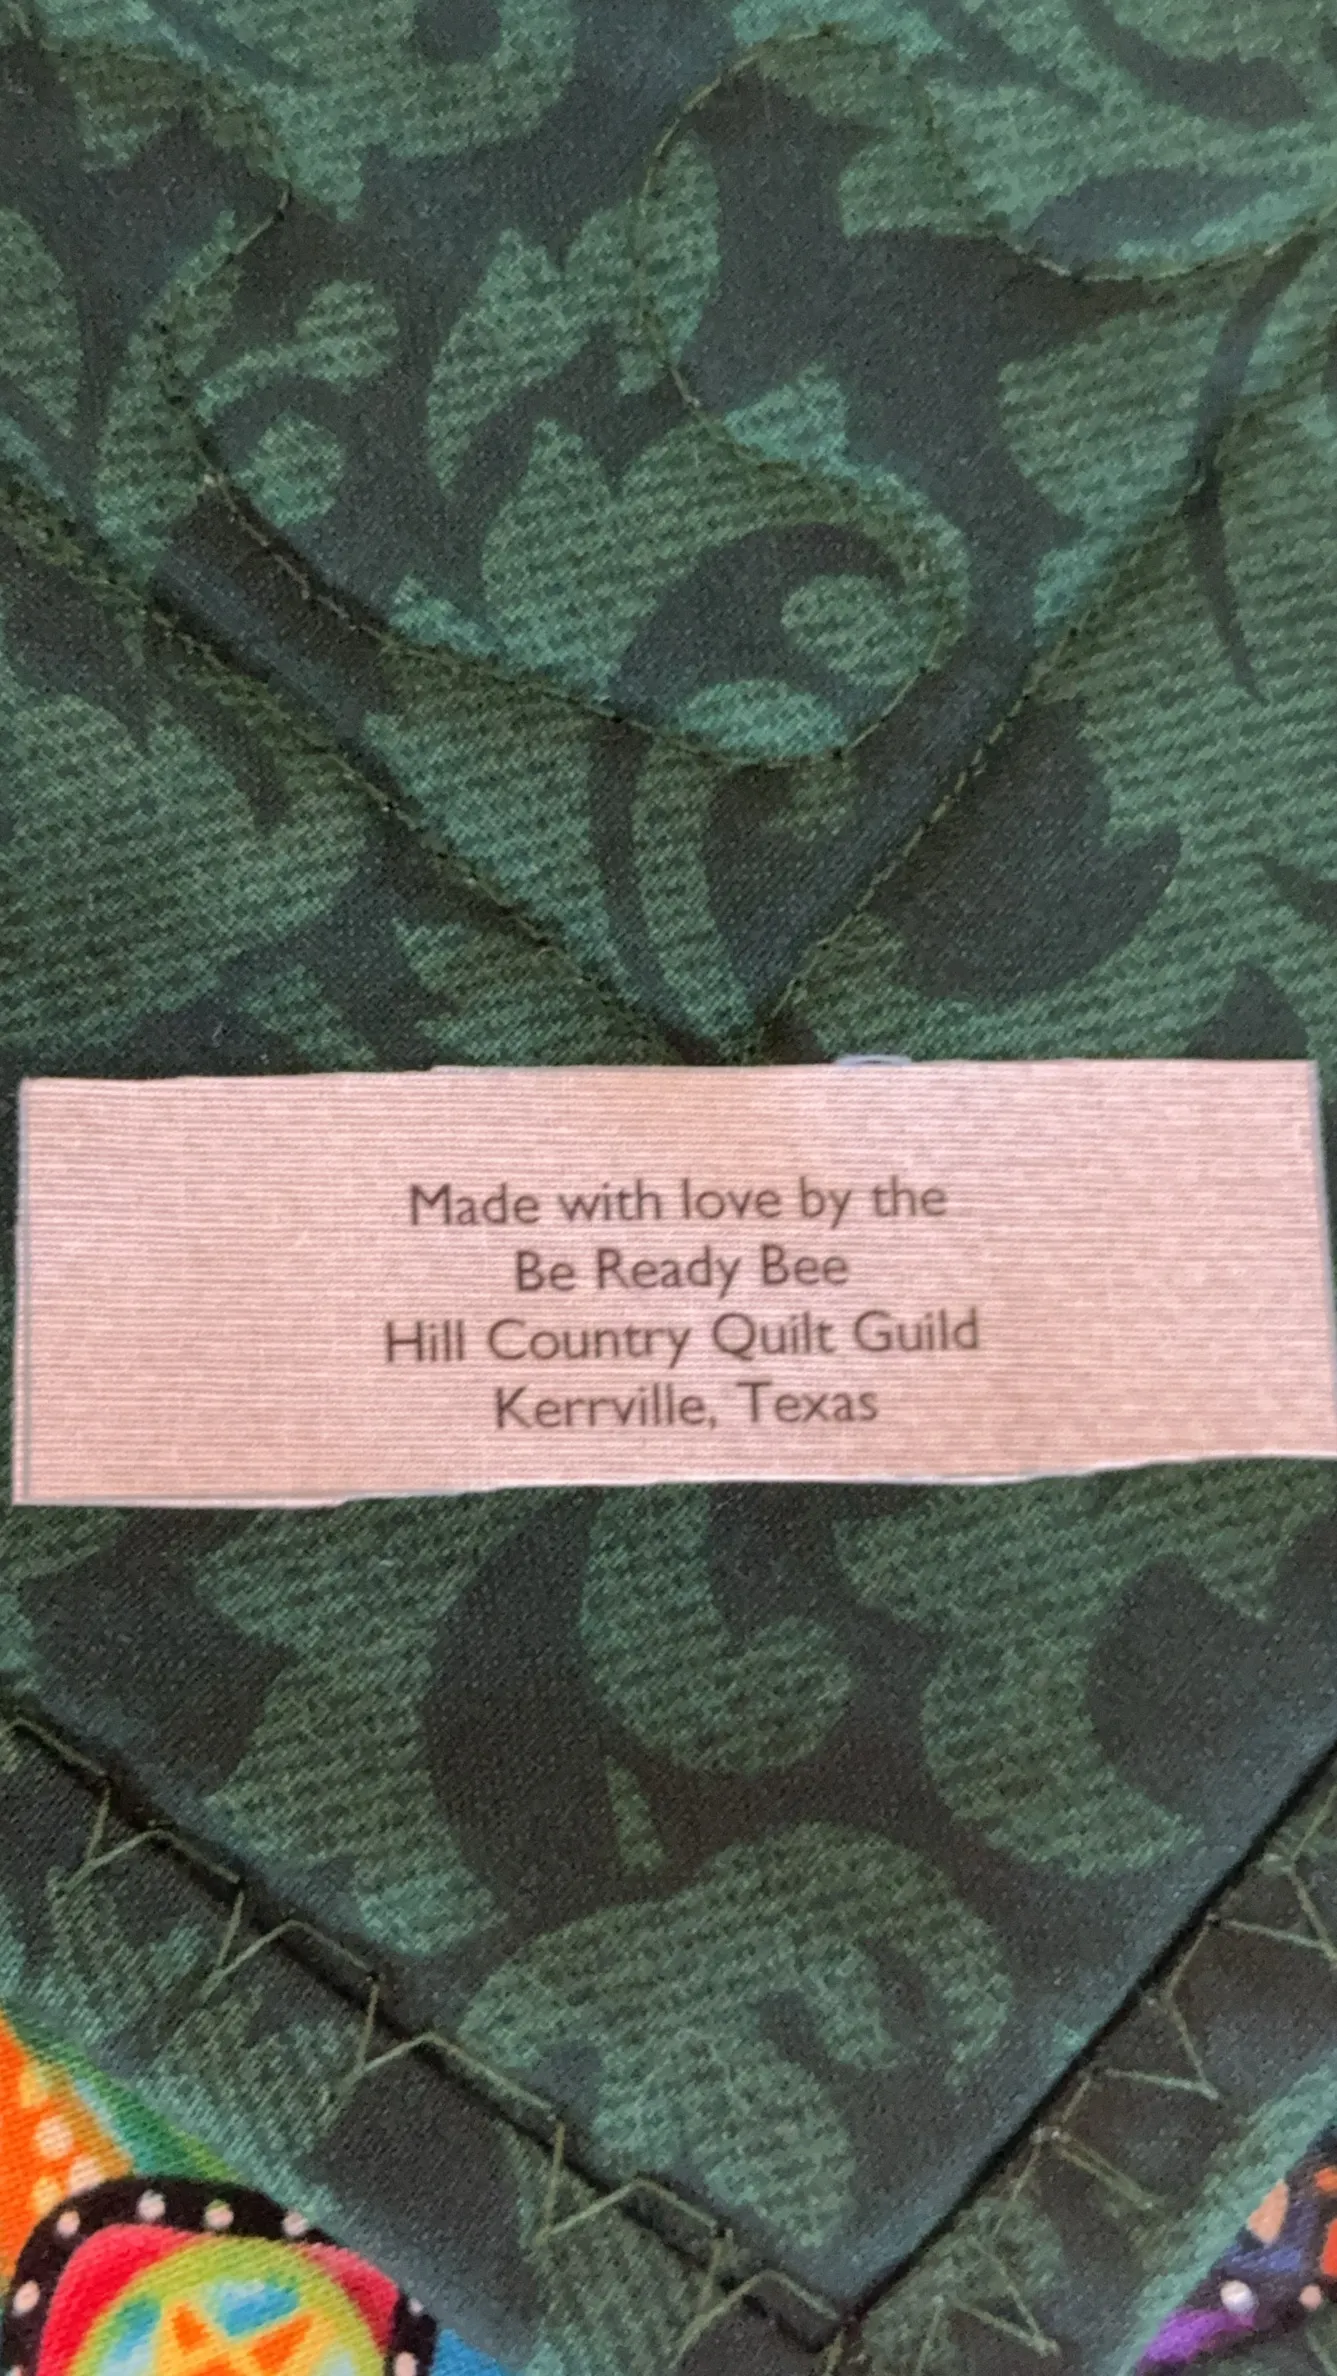 Made with love by the
Be Ready Bee
Hill Country Quilt Guild
Kerrville, Texas